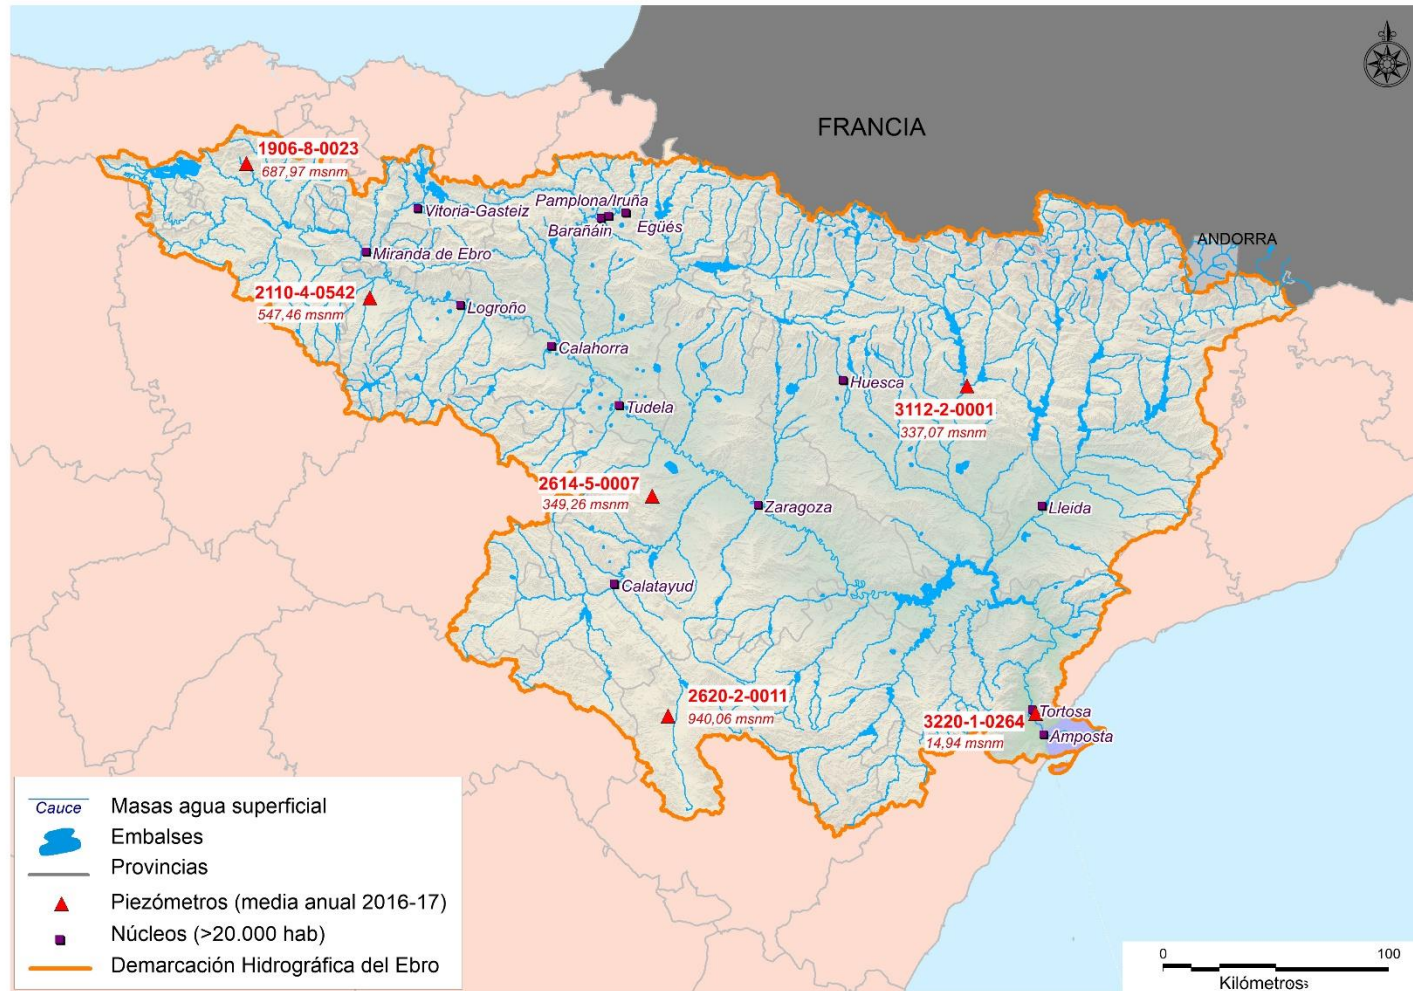 FRANCIA
1906-8-0023
687,97 msnm
Pamplona/Iruña
Vitoria-Gasteiz
Barañáin
Egüés
ANDORRA
Miranda de Ebro
2110-4-0542
547,46 msnm
Logroño
Calahorra
Huesca
Tudela
3112-2-0001
337,07 msnm
2614-5-0007
349,26 msnm
Zaragoza
Lleida
Calatayud
2620-2-0011
940,06 msnm
3220-1-0264
14,94 msnm
Tortosa
Amposta
Cauce Masas agua superficial
Embalses
Provincias
Piezómetros (media anual 2016-17)
Núcleos (>20.000 hab)
Demarcación Hidrográfica del Ebro
0 100
Kilómetros